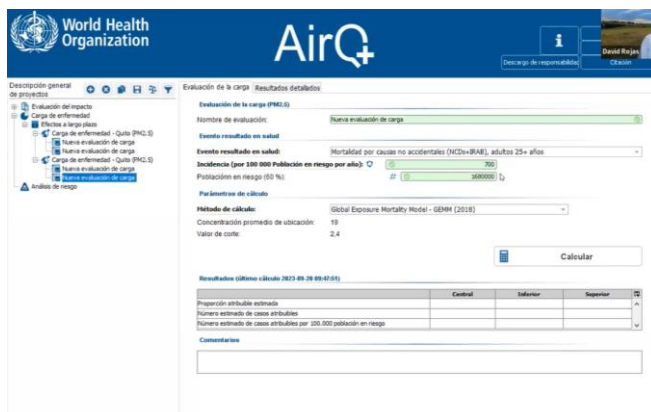 World Health
Organization
AirQ+
David Rojas
Descargo de responsabilidad
Citación
Descripción general
de proyectos
Evaluación del impacto
Carga de enfermedad
Efectos a largo plazo
Carga de enfermedad - Quito (PM2.5)
Nueva evaluación de carga
Nueva evaluación de carga
Carga de enfermedad - Quito (PM2.5)
Nueva evaluación de carga
Nueva evaluación de carga
Análisis de riesgo
Evaluación de la carga
Resultados detallados
Evaluación de la carga (PM2.5)
Nombre de evaluación:
Nueva evaluación de carga
Evento resultado en salud
Evento resultado en salud:
Mortalidad por causas no accidentales (NCDs+IRAB), adultos 25+ años
Incidencia (por 100 000 Población en riesgo por año):
700
Poblaciónn en riesgo (60 %):
1680000
Parámetros de cálculo
Método de cálculo:
Global Exposure Mortality Model - GEMM (2018)
Concentración promedio de ubicación:
18
Valor de corte:
2.4
Calcular
Resultados (último cálculo 2023-09-20 09:47:51)
Central
Inferior
Superior
Proporción atribuible estimada
Número estimado de casos atribuibles
Número estimado de casos atribuibles por 100.000 población en riesgo
Comentarios